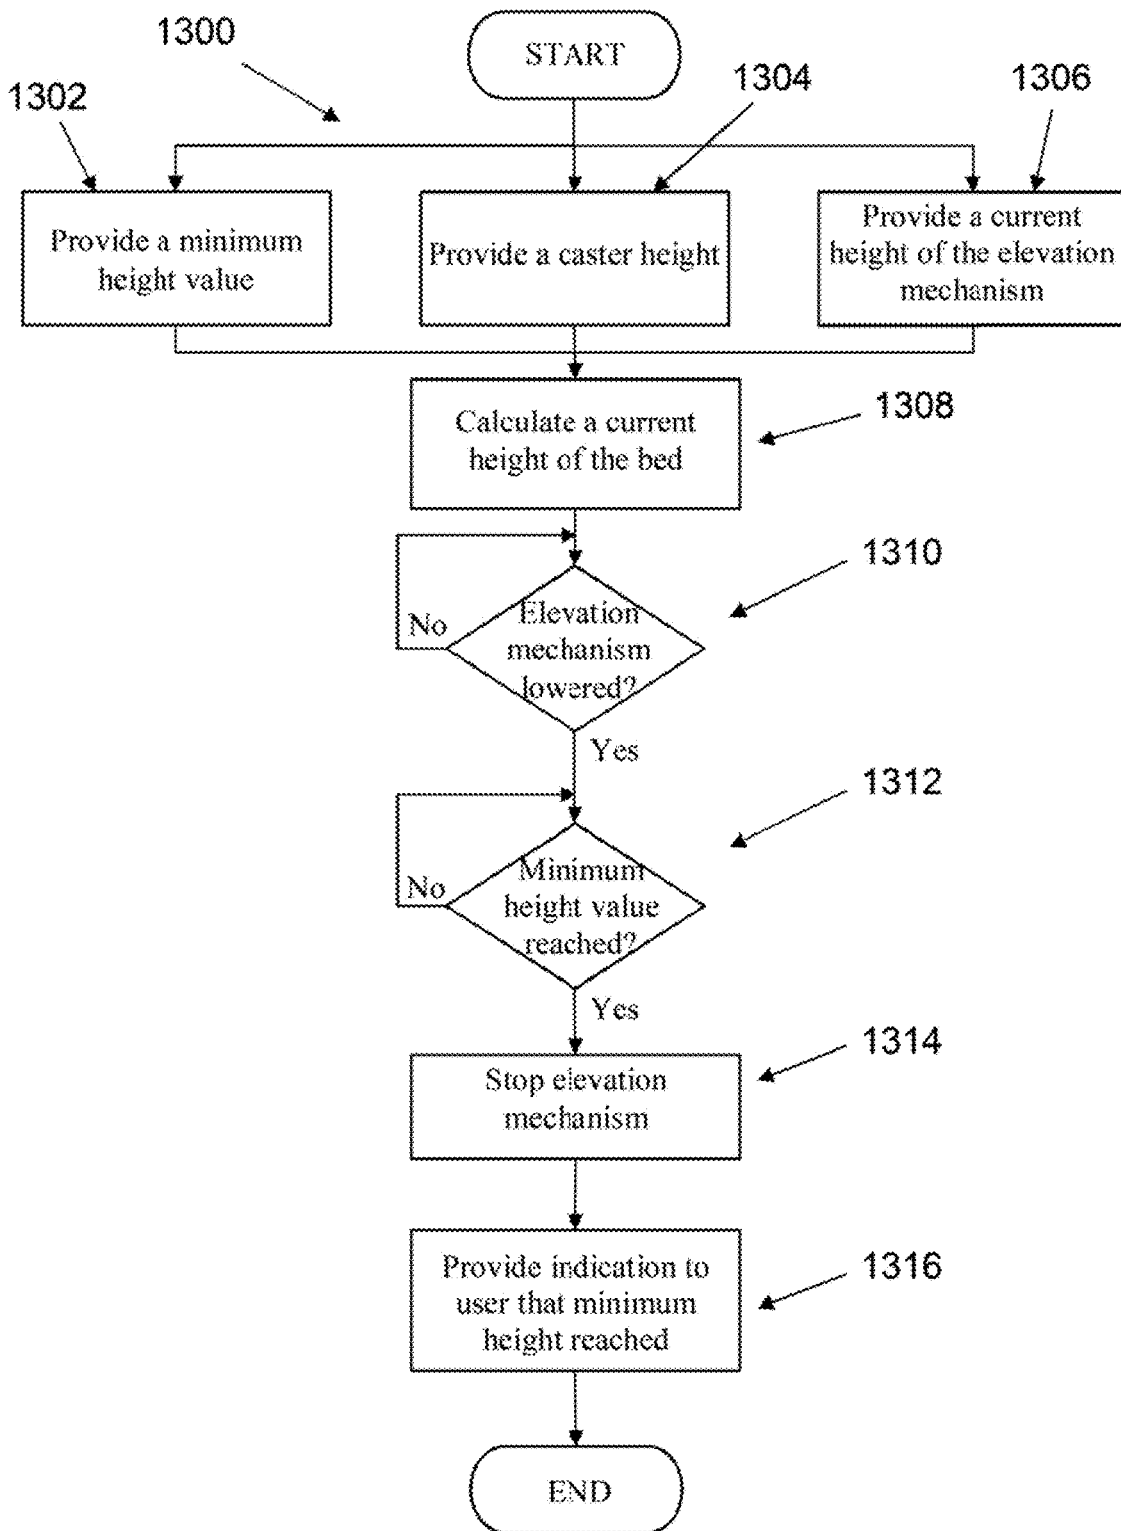 1300
START
1302
1304
1306
Provide a minimum
height value
Provide a caster height
Provide a current
height of the elevation
mechanism
Calculate a current
height of the bed
1308
Elevation
mechanism
lowered?
1310
No
Yes
Minimum
height value
reached?
1312
No
Yes
Stop elevation
mechanism
1314
Provide indication to
user that minimum
height reached
1316
END